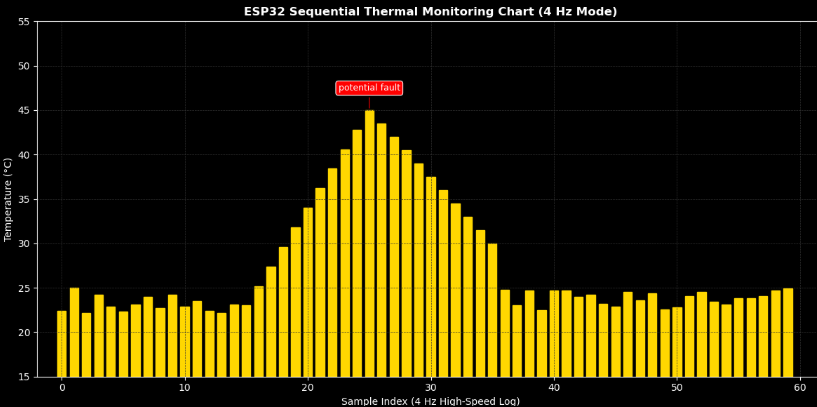 ESP32 Sequential Thermal Monitoring Chart (4 Hz Mode)
55
50
potential fault
45
40
35
30
25
20
15
Temperature (°C)
0 10 20 30 40 50 60
Sample Index (4 Hz High-Speed Log)